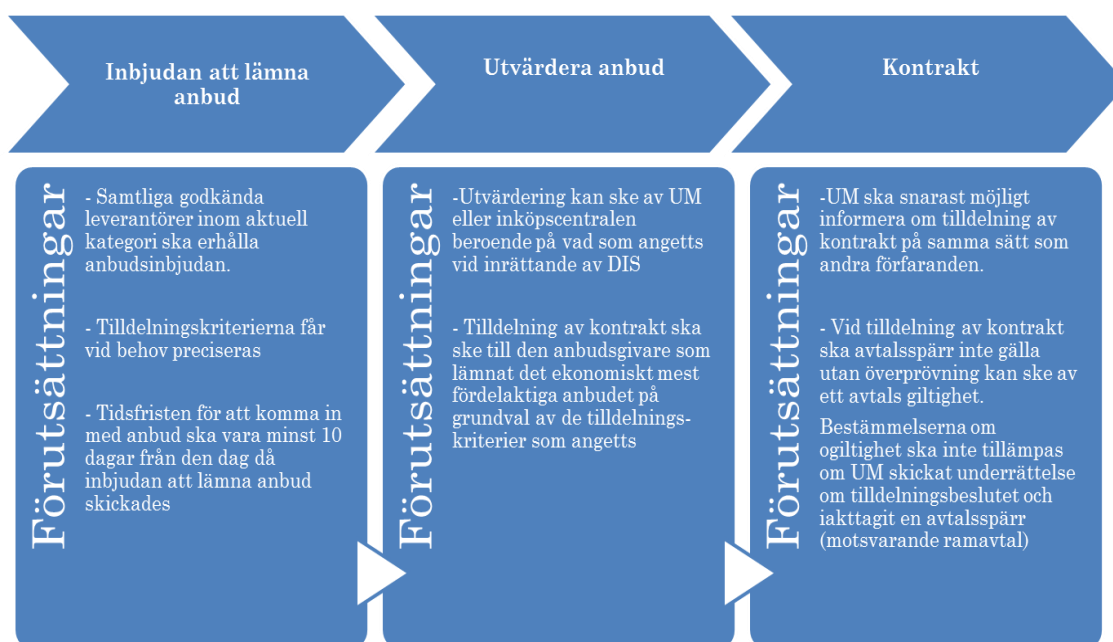 Inbjudan att lämna
anbud
Utvärdera anbud
Kontrakt
Förutsättningar
- Samtliga godkända
leverantörer inom aktuell
kategori ska erhålla
anbudsinbjudan.
- Tilldelningskriterierna får
vid behov preciseras
- Tidsfristen för att komma in
med anbud ska vara minst 10
dagar från den dag då
inbjudan att lämna anbud
skickades
Förutsättningar
-Utvärdering kan ske av UM
eller inköpscentralen
beroende på vad som angetts
vid inrättande av DIS
- Tilldelning av kontrakt ska
ske till den anbudsgivare som
lämnat det ekonomiskt mest
fördelaktiga anbudet på
grundval av de tilldelnings-
kriterier som angetts
Förutsättningar
-UM ska snarast möjligt
informera om tilldelning av
kontrakt på samma sätt som
andra förfaranden.
- Vid tilldelning av kontrakt
ska avtalsspärr inte gälla
utan överprövning kan ske av
ett avtals giltighet.
Bestämmelserna om
ogiltighet ska inte tillämpas
om UM skickat underrättelse
om tilldelningsbeslutet och
iakttagit en avtalsspärr
(motsvarande ramavtal)